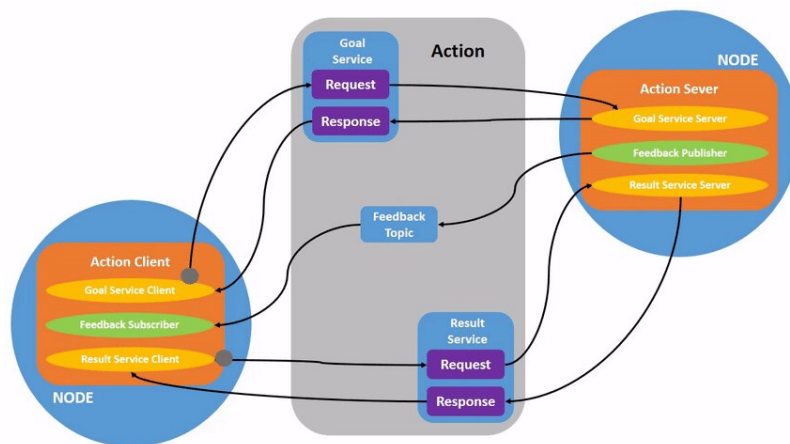 Goal
Service
Action
Request
Response
NODE
Action Sever
Goal Service Server
Feedback Publisher
Result Service Server
Feedback
Topic
Action Client
Goal Service Client
Feedback Subscriber
Result Service Client
NODE
Result
Service
Request
Response